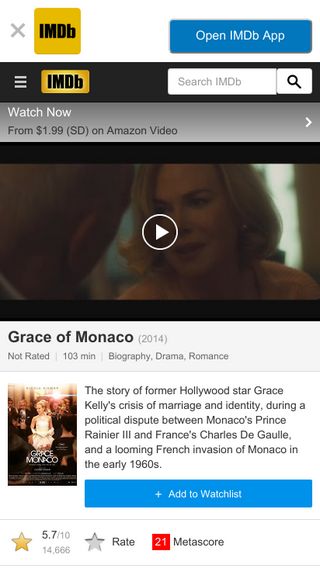 IMDb
Open IMDb App
IMDb
Search IMDb
Watch Now
From $1.99 (SD) on Amazon Video
Grace of Monaco (2014)
Not Rated | 103 min | Biography, Drama, Romance
The story of former Hollywood star Grace
Kelly's crisis of marriage and identity, during a
political dispute between Monaco's Prince
Rainier III and France's Charles De Gaulle,
and a looming French invasion of Monaco in
the early 1960s.
NICOLE KIDMAN
GRACE
MONACO
+ Add to Watchlist
5.7/10
14,666
Rate
21 Metascore